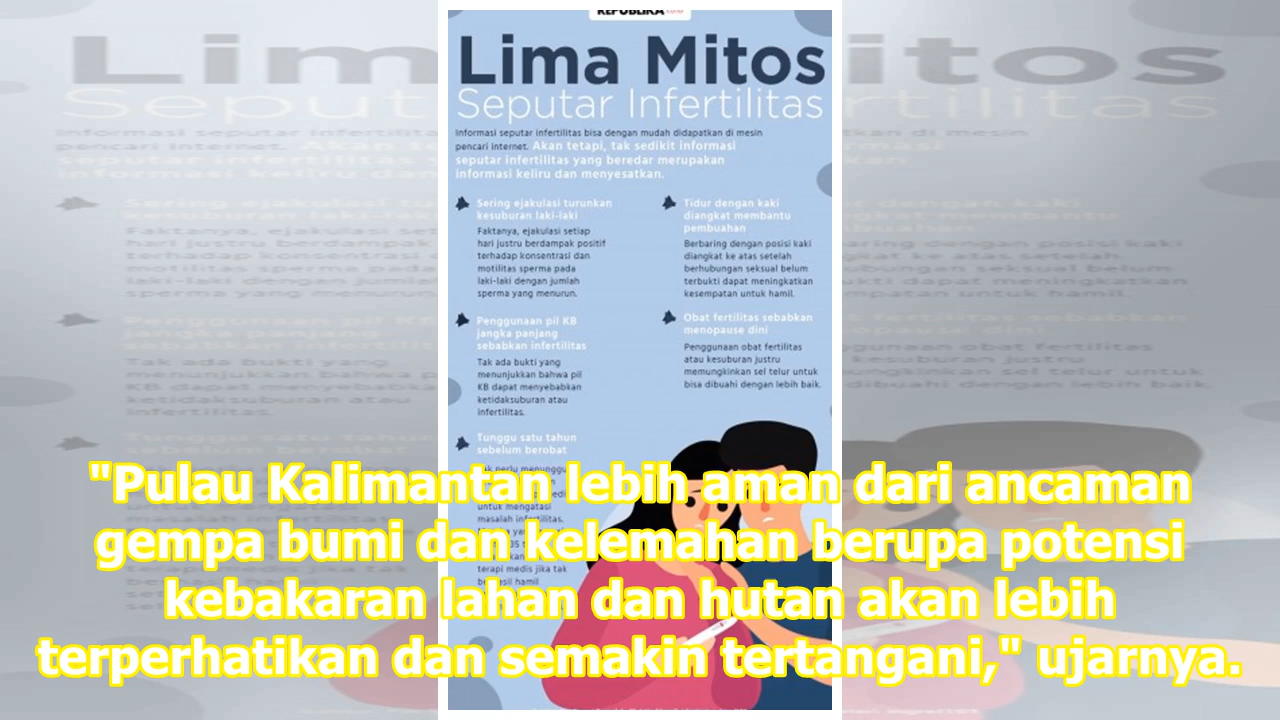 REPUBLIKA
Lima Mitos
Seputar Infertilitas
Informasi seputar infertilitas bisa dengan mudah didapatkan di mesin
pencari internet. Akan tetapi, tak sedikit informasi
seputar infertilitas yang beredar merupakan
informasi keliru dan menyesatkan.
Sering ejakulasi turunkan
kesuburan laki-laki
Faktanya, ejakulasi setiap
hari justru berdampak positif
terhadap konsentrasi dan
motilitas sperma pada
laki-laki dengan jumlah
sperma yang menurun.
Penggunaan pil KB
jangka panjang
sebabkan infertilitas
Tak ada bukti yang
menunjukkan bahwa pil
KB dapat menyebabkan
ketidaksuburan atau
infertilitas.
Tunggu satu tahun
sebelum berobat
untuk mengatasi
masalah infertilitas.
terapi medis jika tak
hamil
Tidur dengan kaki
diangkat membantu
pembuahan
Berbaring dengan posisi kaki
diangkat ke atas setelah
berhubungan seksual belum
terbukti dapat meningkatkan
kesempatan untuk hamil.
Obat fertilitas sebabkan
menopause dini
Penggunaan obat fertilitas
atau kesuburan justru
memungkinkan sel telur untuk
bisa dibuahi dengan lebih baik.
"Pulau Kalimantan lebih aman dari ancaman
gempa bumi dan kelemahan berupa potensi
kebakaran lahan dan hutan akan lebih
terperhatikan dan semakin tertangani," ujarnya.